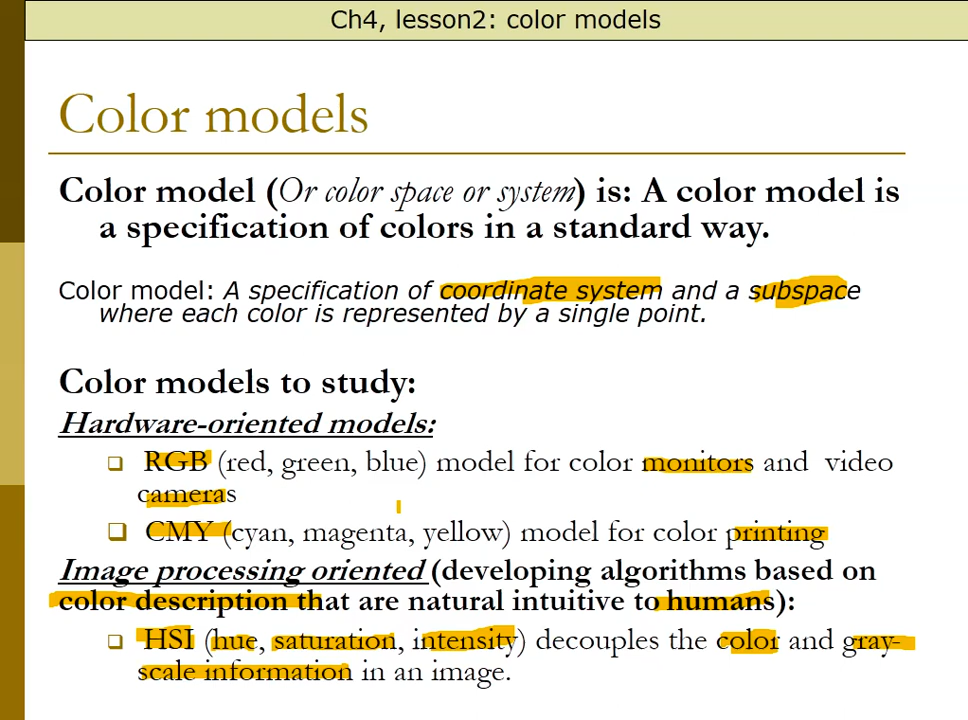 Ch4, lesson2: color models
Color models
Color model (Or color space or system) is: A color model is
a specification of colors in a standard way.
Color model: A specification of coordinate system and a subspace
where each color is represented by a single point.
Color models to study:
Hardware-oriented models:
RGB (red, green, blue) model for color monitors and video
cameras
CMY (cyan, magenta, yellow) model for color printing
Image processing oriented (developing algorithms based on
color description that are natural intuitive to humans):
HSI (hue, saturation, intensity) decouples the color and gray-
scale information in an image.